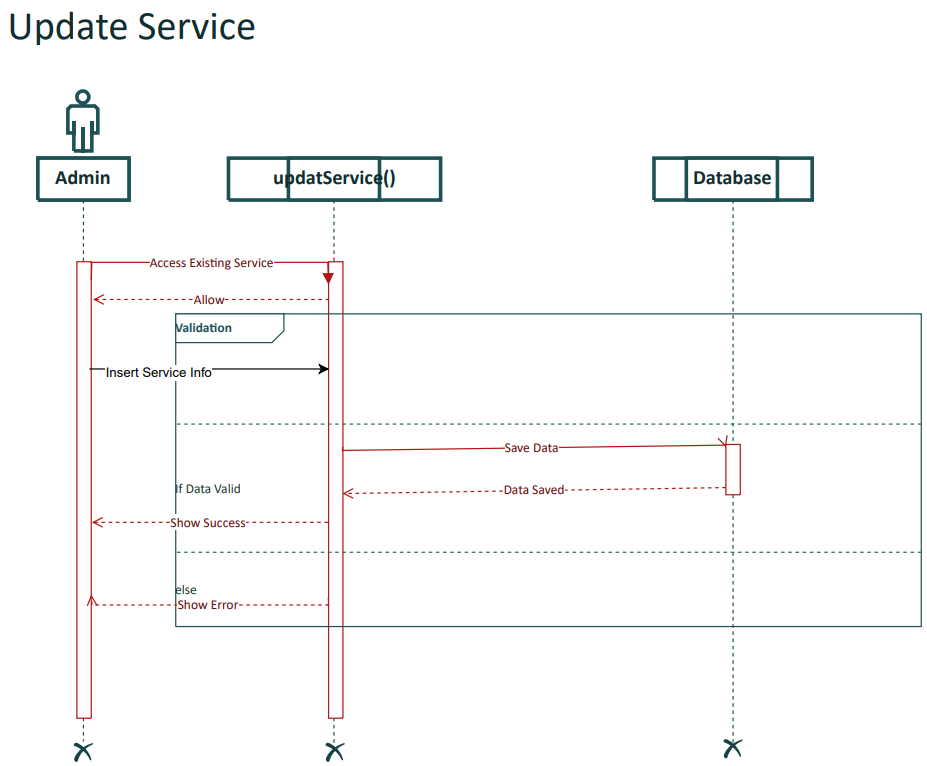 Update Service
Admin
updatService()
Database
Access Existing Service
Allow
Validation
Insert Service Info
Save Data
If Data Valid
Data Saved
Show Success
else
Show Error